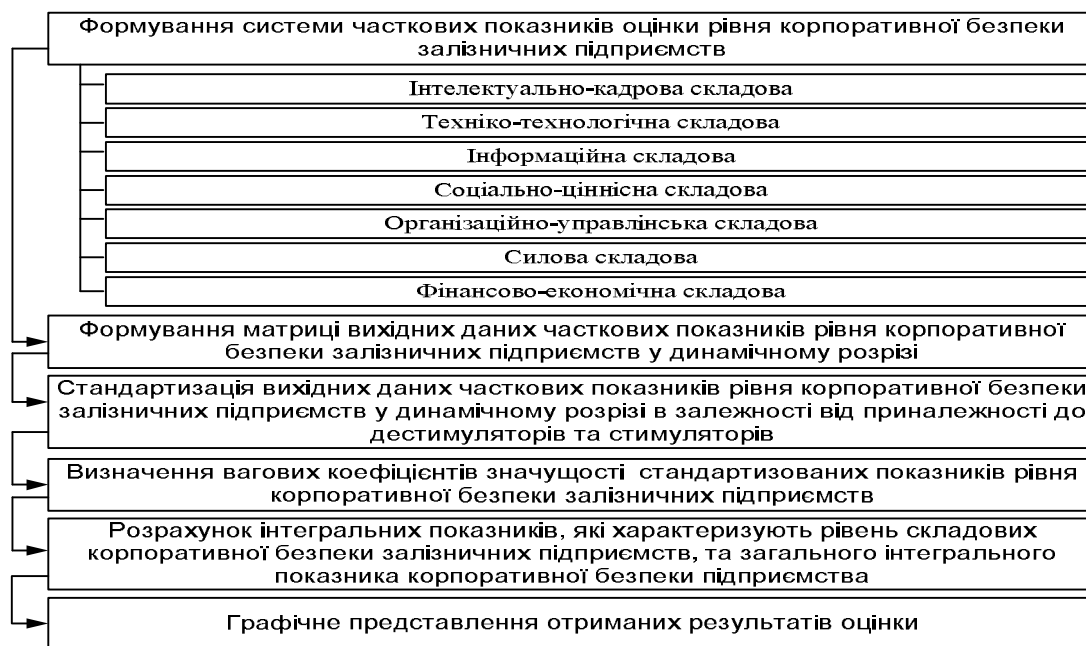 Формування системи часткових показників оцінки рівня корпоративної безпеки
залізничних підприємств
Інтелектуально-кадрова складова
Техніко-технологічна складова
Інформаційна складова
Соціально-ціннісна складова
Організаційно-управлінська складова
Силова складова
Фінансово-економічна складова
Формування матриці вихідних даних часткових показників рівня корпоративної
безпеки залізничних підприємств у динамічному розрізі
Стандартизація вихідних даних часткових показників рівня корпоративної безпеки
залізничних підприємств у динамічному розрізі в залежності від приналежності до
дестимуляторів та стимуляторів
Визначення вагових коефіцієнтів значущості стандартизованих показників рівня
корпоративної безпеки залізничних підприємств
Розрахунок інтегральних показників, які характеризують рівень складових
корпоративної безпеки залізничних підприємств, та загального інтегрального
показника корпоративної безпеки підприємства
Графічне представлення отриманих результатів оцінки